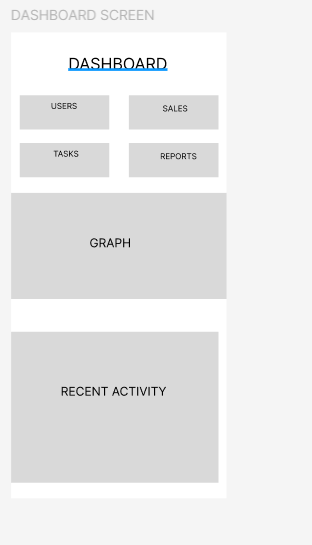 DASHBOARD SCREEN
DASHBOARD
USERS
SALES
TASKS
REPORTS
GRAPH
RECENT ACTIVITY